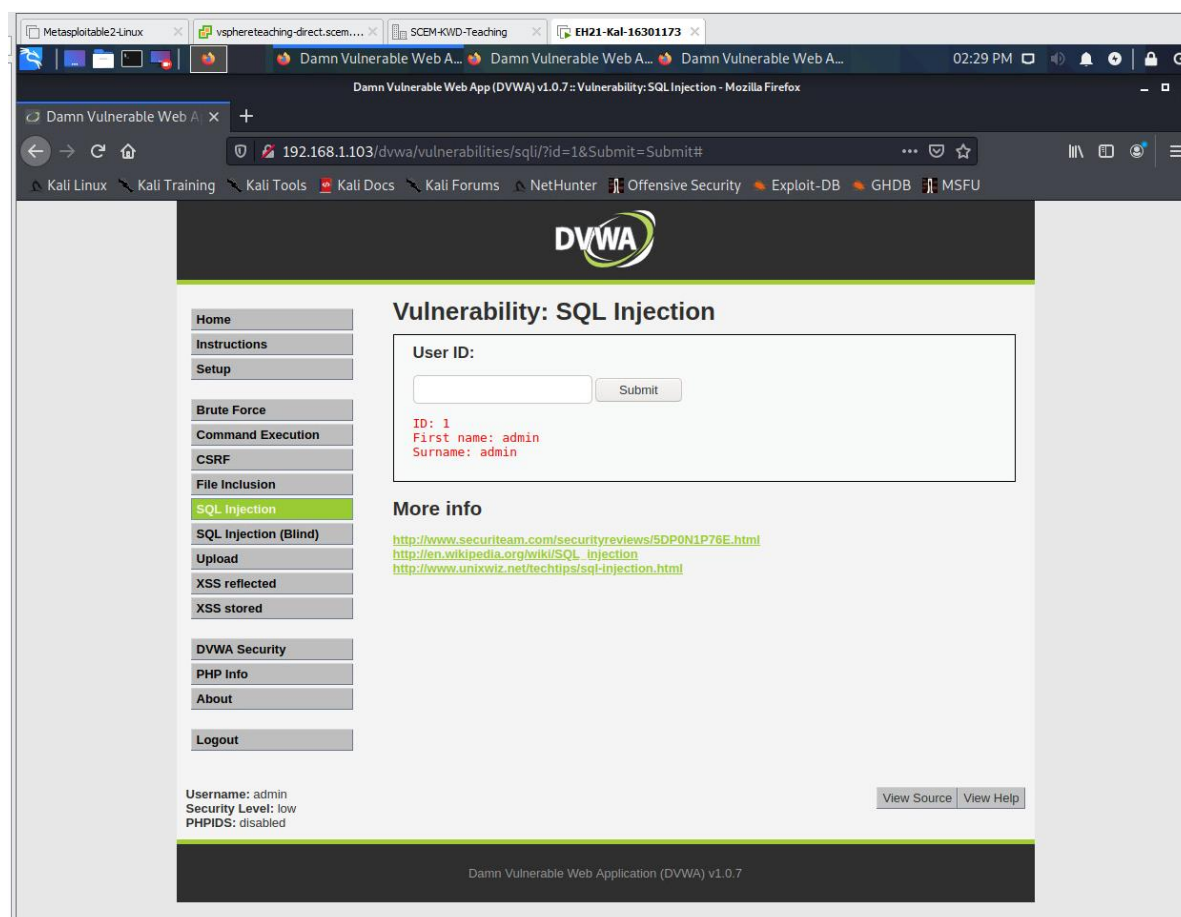 Metasploitable2-Linux
vsphereteaching-direct.scem....
SCEM-KWD-Teaching
EH21-Kal-16301173
Damn Vulnerable Web A...
Damn Vulnerable Web A...
Damn Vulnerable Web A...
02:29 PM
Damn Vulnerable Web App (DVWA) v1.0.7 :: Vulnerability: SQL Injection - Mozilla Firefox
Damn Vulnerable Web A
192.168.1.103/dvwa/vulnerabilities/sqli/?id=1&Submit=Submit#
Kali Linux
Kali Training
Kali Tools
Kali Docs
Kali Forums
NetHunter
Offensive Security
Exploit-DB
GHDB
MSFU
DVWA
Home
Instructions
Setup
Brute Force
Command Execution
CSRF
File Inclusion
SQL Injection
SQL Injection (Blind)
Upload
XSS reflected
XSS stored
DVWA Security
PHP Info
About
Logout
Vulnerability: SQL Injection
User ID:
Submit
ID: 1
First name: admin
Surname: admin
More info
http://www.securiteam.com/securityreviews/5DP0N1P76E.html
http://en.wikipedia.org/wiki/SQL_injection
http://www.unixwiz.net/techtips/sql-injection.html
Username: admin
Security Level: low
PHPIDS: disabled
View Source
View Help
Damn Vulnerable Web Application (DVWA) v1.0.7